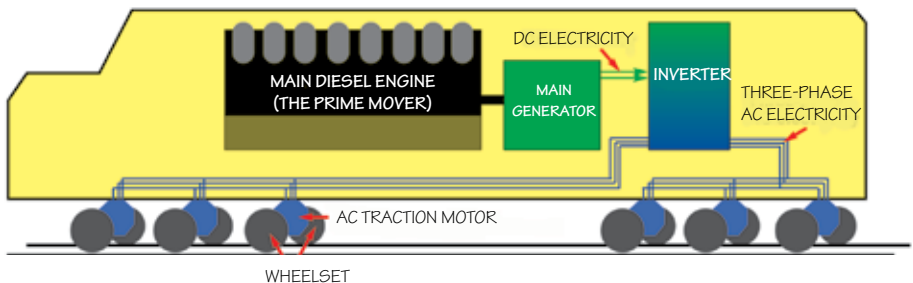 DC ELECTRICITY
MAIN DIESEL ENGINE
(THE PRIME MOVER)
MAIN
GENERATOR
INVERTER
THREE-PHASE
AC ELECTRICITY
AC TRACTION MOTOR
WHEELSET